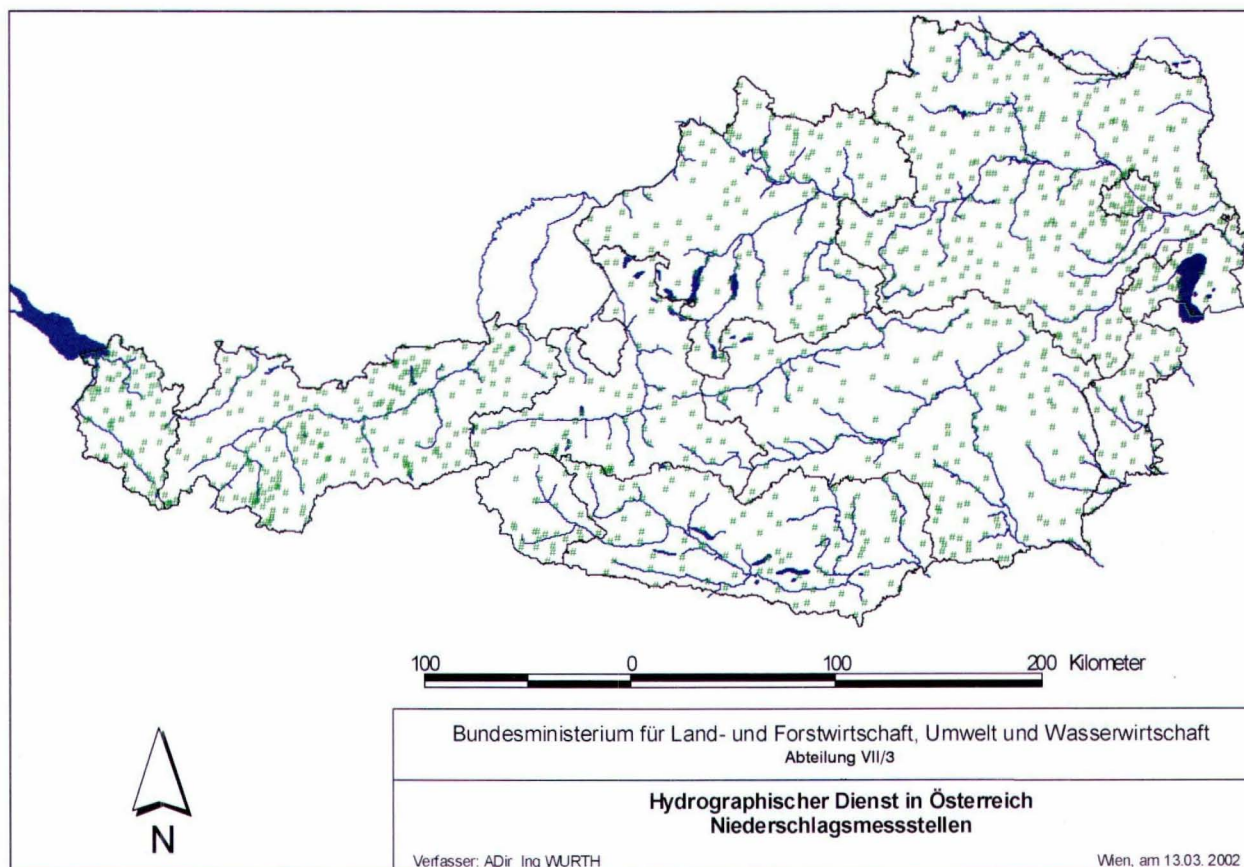 100 0 100 200 Kilometer
N
Bundesministerium für Land- und Forstwirtschaft, Umwelt und Wasserwirtschaft
Abteilung VII/3
Hydrographischer Dienst in Österreich
Niederschlagsmessstellen
Verfasser: ADir Ing WURTH
Wien, am 13.03. 2002